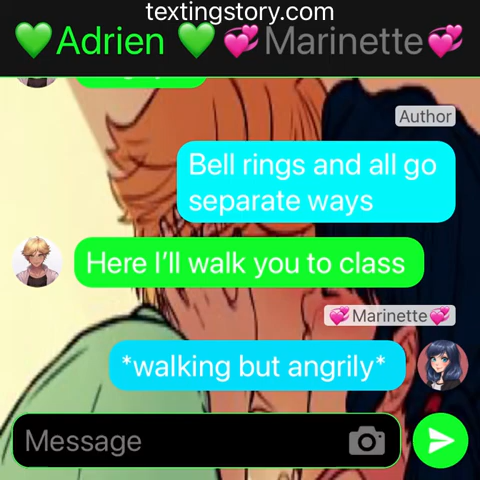 textingstory.com
💚Adrien 💚 💞Marinette💞
Author
Bell rings and all go
separate ways
Here I’ll walk you to class
💞Marinette💞
*walking but angrily*
Message